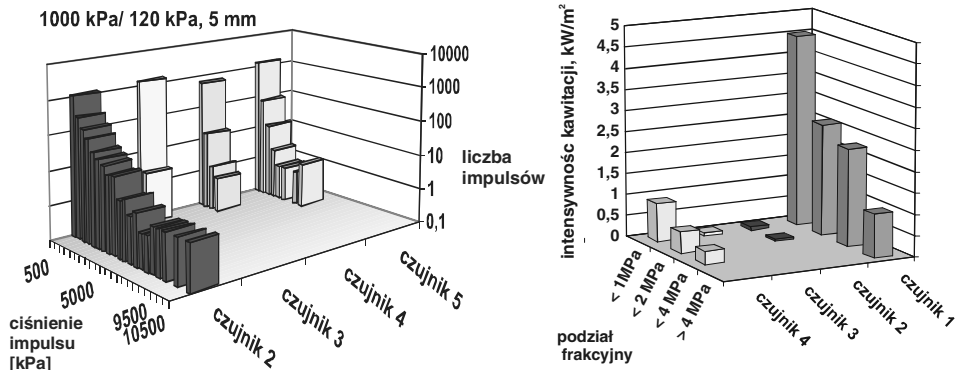 1000 kPa/ 120 kPa, 5 mm
10000
1000
100
10
1
0,1
liczba
impulsów
500
5000
9500
10500
ciśnienie
impulsu
[kPa]
czujnik 2
czujnik 3
czujnik 4
czujnik 5
intensywność kawitacji, kW/m²
5
4,5
4
3,5
3
2,5
2
1,5
1
0,5
0
< 1MPa
< 2 MPa
< 4 MPa
> 4 MPa
podział
frakcyjny
czujnik 4
czujnik 3
czujnik 2
czujnik 1